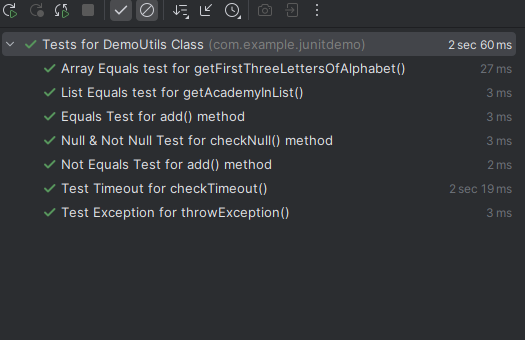 Tests for DemoUtils Class (com.example.junitdemo) 2 sec 60 ms
Array Equals test for getFirstThreeLettersOfAlphabet() 27 ms
List Equals test for getAcademyInList() 3 ms
Equals Test for add() method 3 ms
Null & Not Null Test for checkNull() method 3 ms
Not Equals Test for add() method 2 ms
Test Timeout for checkTimeout() 2 sec 19 ms
Test Exception for throwException() 3 ms